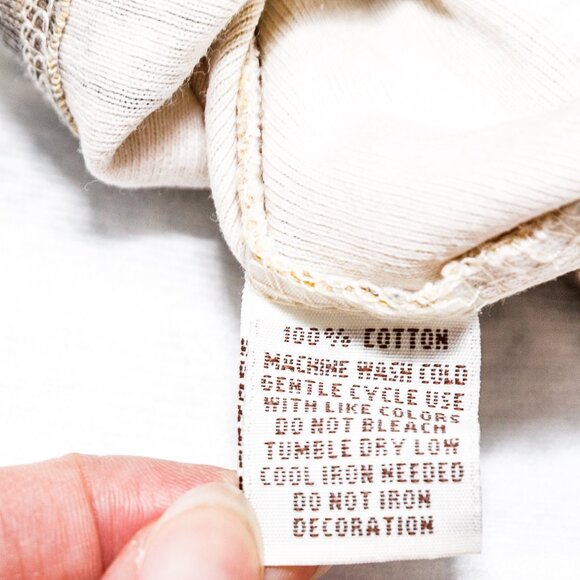 100% COTTON
MACHINE WASH COLD
GENTLE CYCLE USE
WITH LIKE COLORS
DO NOT BLEACH
TUMBLE DRY LOW
COOL IRON NEEDED
DO NOT IRON
DECORATION